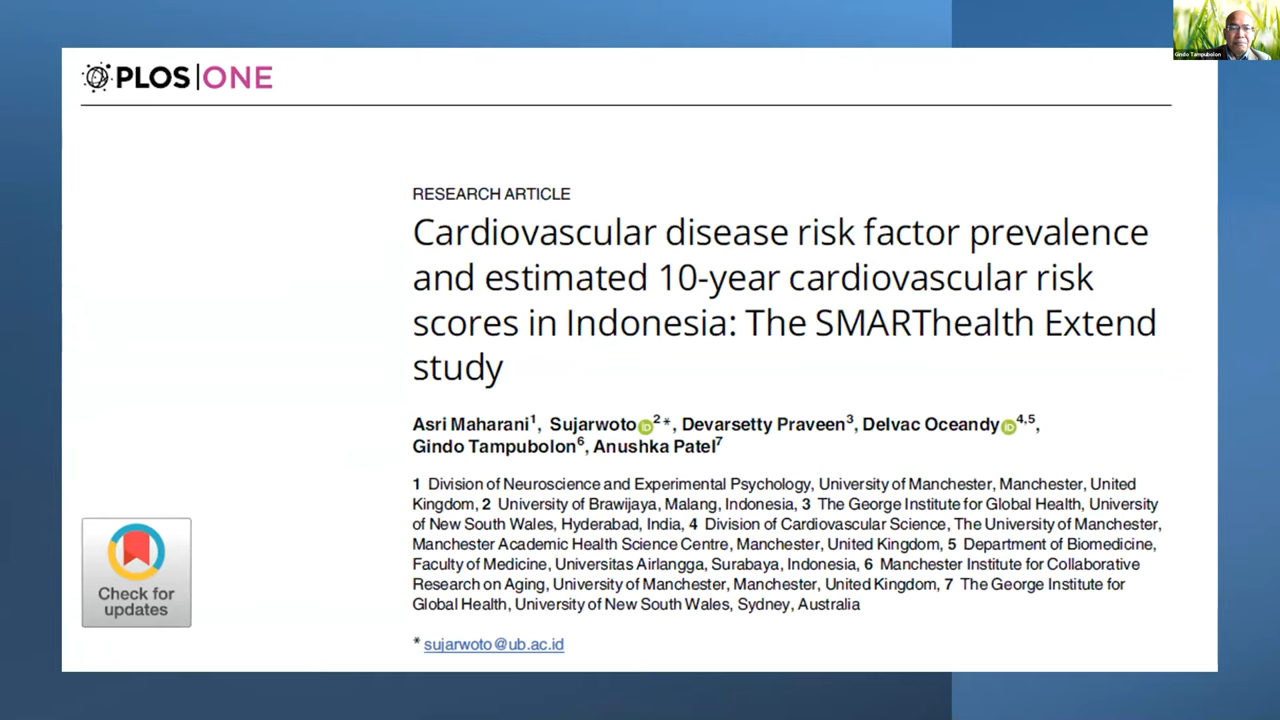 Gindo Tampubolon
PLOS|ONE
RESEARCH ARTICLE
Cardiovascular disease risk factor prevalence
and estimated 10-year cardiovascular risk
scores in Indonesia: The SMARThealth Extend
study
Asri Maharani1, Sujarwoto iD2*, Devarsetty Praveen3, Delvac Oceandy iD4,5,
Gindo Tampubolon6, Anushka Patel7
1 Division of Neuroscience and Experimental Psychology, University of Manchester, Manchester, United
Kingdom, 2 University of Brawijaya, Malang, Indonesia, 3 The George Institute for Global Health, University
of New South Wales, Hyderabad, India, 4 Division of Cardiovascular Science, The University of Manchester,
Manchester Academic Health Science Centre, Manchester, United Kingdom, 5 Department of Biomedicine,
Faculty of Medicine, Universitas Airlangga, Surabaya, Indonesia, 6 Manchester Institute for Collaborative
Research on Aging, University of Manchester, Manchester, United Kingdom, 7 The George Institute for
Global Health, University of New South Wales, Sydney, Australia
* sujarwoto@ub.ac.id
Check for
updates